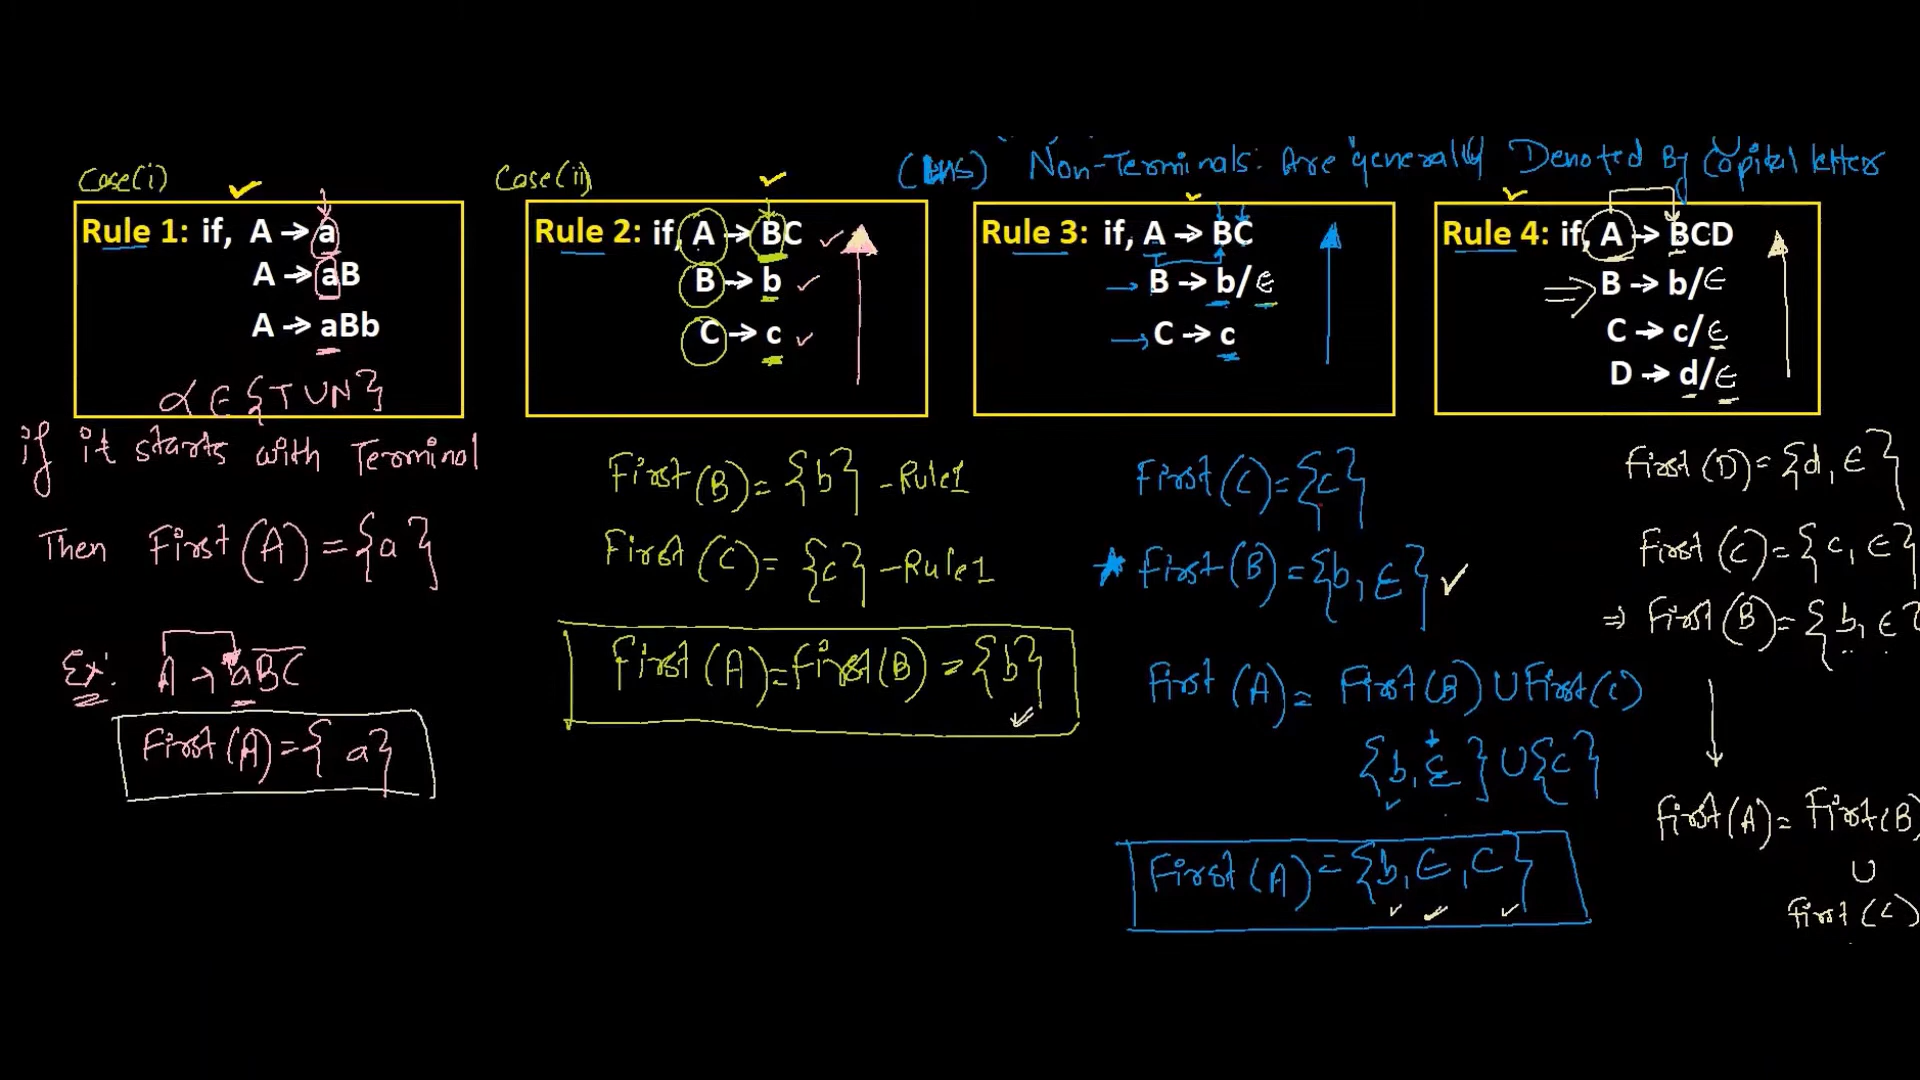 (LHS) Non-Terminals: Are generally Denoted By Capital letters
Case(i)
Rule 1: if, A → a
A → aB
A → aBb
α ∈ {T U N}
if it starts with Terminal
Then First(A) = {a}
Ex: A → aBC
First(A) = {a}
Case(ii)
Rule 2: if, A → BC
B → b
C → c
First(B) = {b} - Rule1
First(C) = {c} - Rule1
First(A) = First(B) = {b}
Rule 3: if, A → BC
B → b/ε
C → c
First(C) = {c}
* First(B) = {b, ε}
First(A) = First(B) U First(C)
{b, ε} U {c}
First(A) = {b, ε, c}
Rule 4: if, A → BCD
⇒ B → b/ε
C → c/ε
D → d/ε
First(D) = {d, ε}
First(C) = {c, ε}
⇒ First(B) = {b, ε}
First(A) = First(B)
U
First(C)